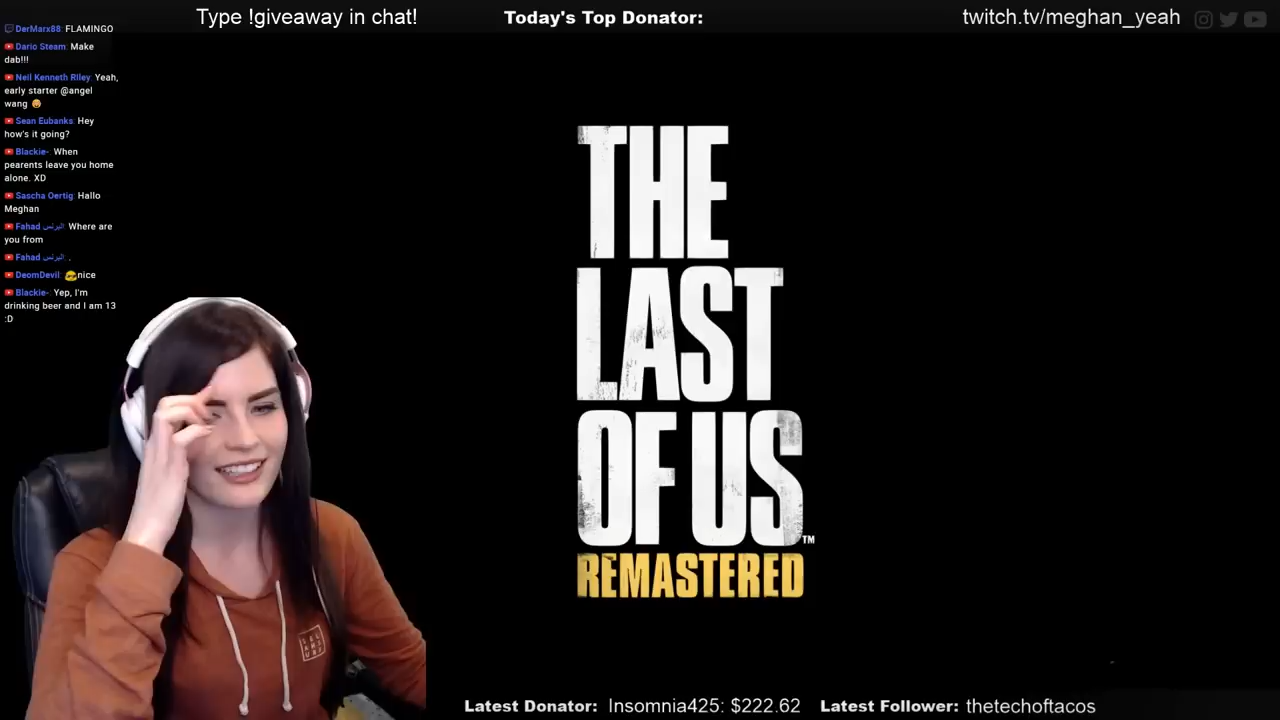 Type !giveaway in chat!
Today's Top Donator:
twitch.tv/meghan_yeah
DerMarx88: FLAMINGO
Dario Steam: Make
dab!!!
Neil Kenneth Riley: Yeah,
early starter @angel
wang
Sean Eubanks: Hey
how's it going?
Blackie-: When
pearents leave you home
alone. XD
Sascha Oertig: Hallo
Meghan
Fahad البرنس: Where are
you from
Fahad البرنس: .
DeomDevil: nice
Blackie-: Yep, I'm
drinking beer and I am 13
:D
THE
LAST
OF US
TM
REMASTERED
Latest Donator: Insomnia425: $222.62
Latest Follower: thetechoftacos